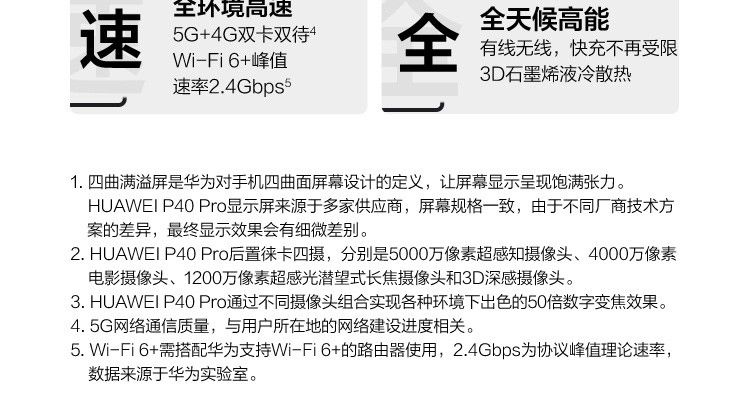 速
全环境高速
5G+4G双卡双待4
Wi-Fi 6+峰值
速率2.4Gbps5
全
全天候高能
有线无线，快充不再受限
3D石墨烯液冷散热
1. 四曲满溢屏是华为对手机四曲面屏幕设计的定义，让屏幕显示呈现饱满张力。
HUAWEI P40 Pro显示屏来源于多家供应商，屏幕规格一致，由于不同厂商技术方
案的差异，最终显示效果会有细微差别。
2. HUAWEI P40 Pro后置徕卡四摄，分别是5000万像素超感知摄像头、4000万像素
电影摄像头、1200万像素超感光潜望式长焦摄像头和3D深感摄像头。
3. HUAWEI P40 Pro通过不同摄像头组合实现各种环境下出色的50倍数字变焦效果。
4. 5G网络通信质量，与用户所在地的网络建设进度相关。
5. Wi-Fi 6+需搭配华为支持Wi-Fi 6+的路由器使用，2.4Gbps为协议峰值理论速率，
数据来源于华为实验室。